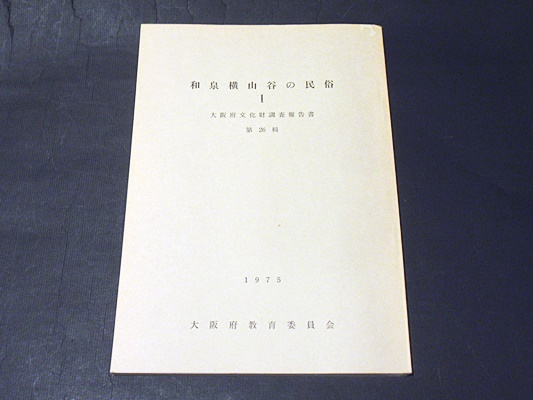 和泉横山谷の民俗
I
大阪府文化財調査報告書
第26輯
1975
大阪府教育委員会